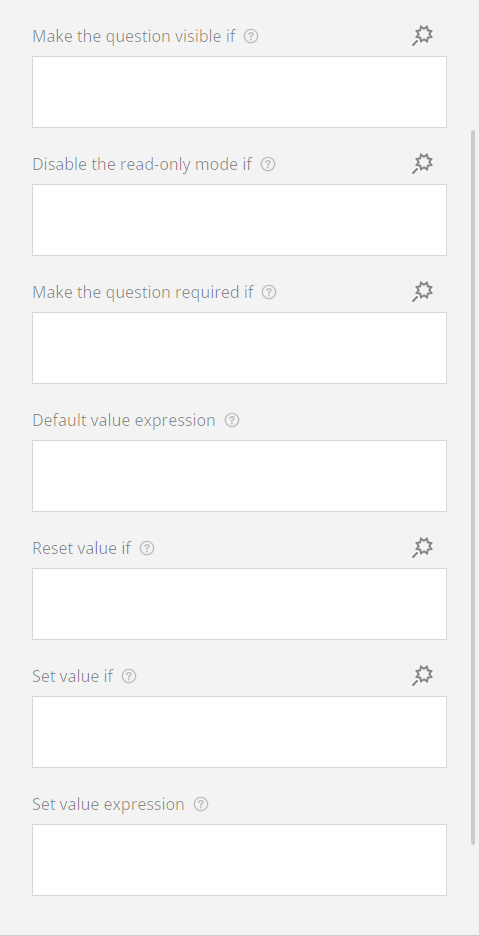 Make the question visible if
Disable the read-only mode if
Make the question required if
Default value expression
Reset value if
Set value if
Set value expression